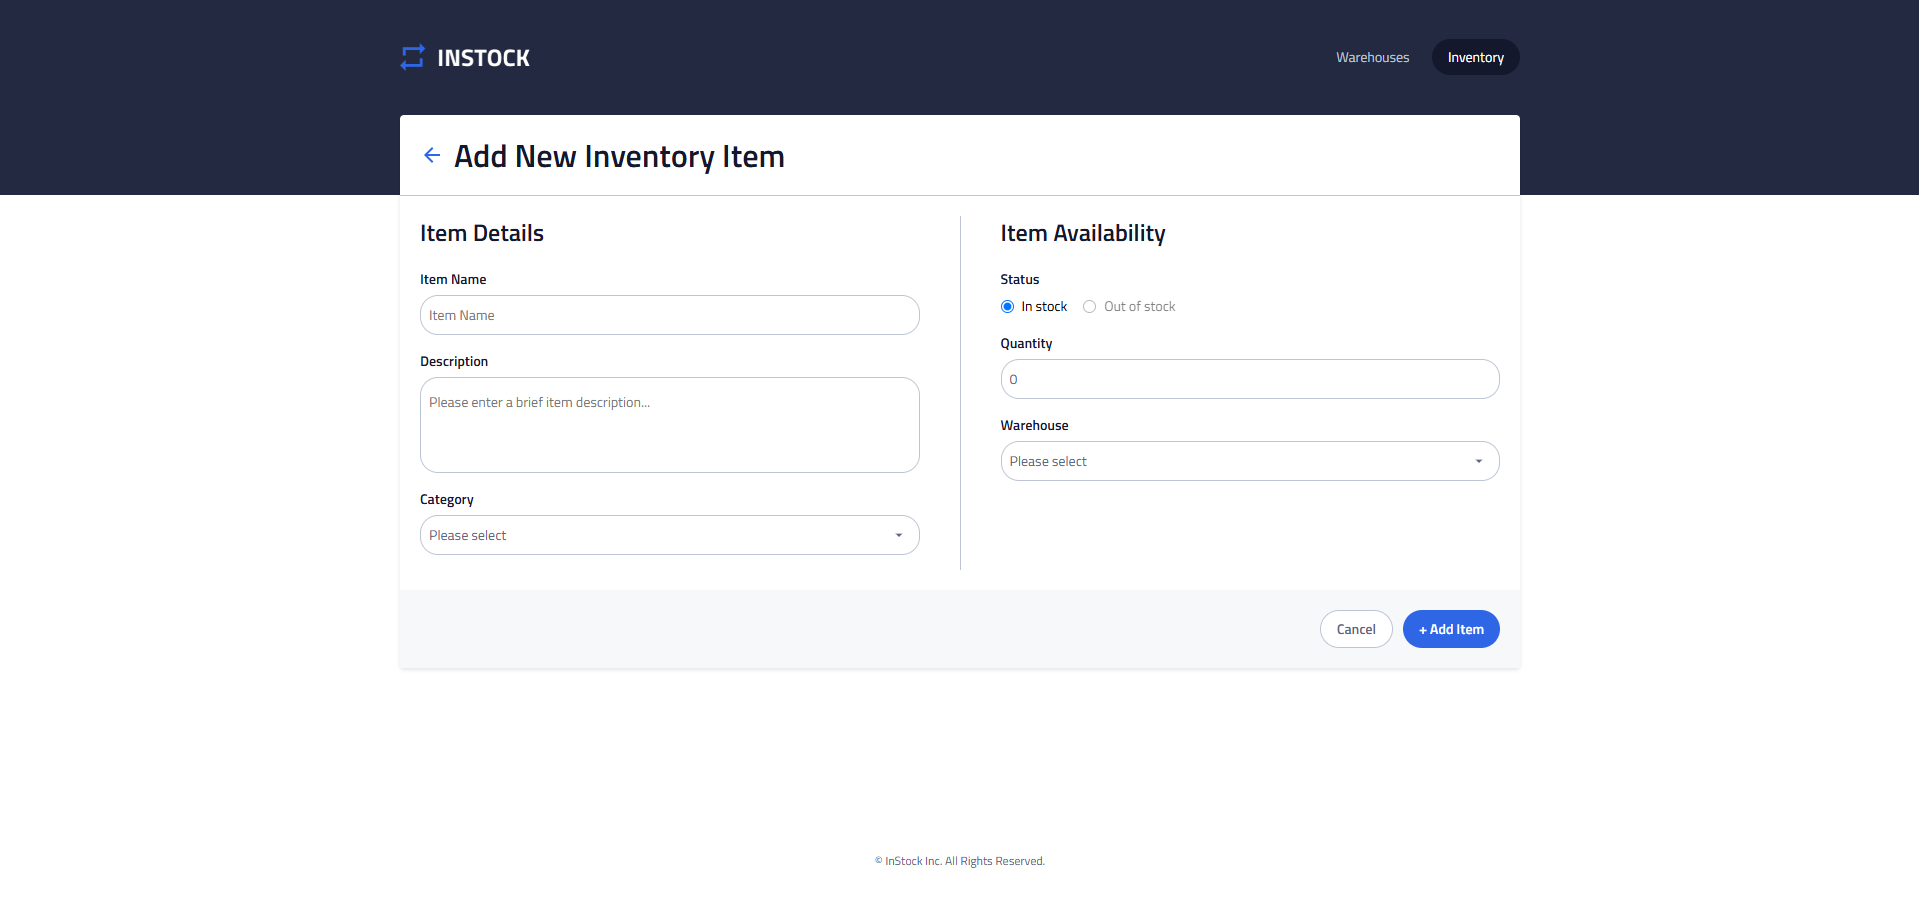 INSTOCK
Warehouses
Inventory
Add New Inventory Item
Item Details
Item Name
Item Name
Description
Please enter a brief item description...
Category
Please select
Item Availability
Status
In stock
Out of stock
Quantity
0
Warehouse
Please select
Cancel
+ Add Item
© InStock Inc. All Rights Reserved.